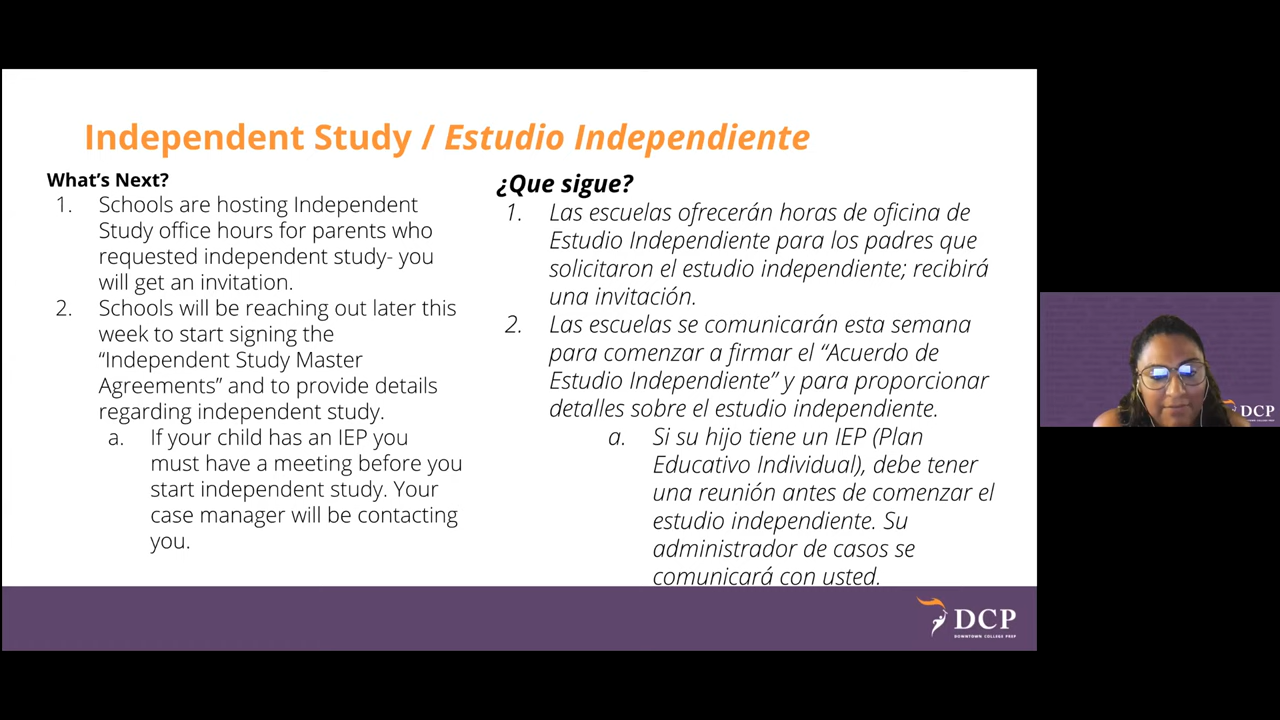 Independent Study / Estudio Independiente
What's Next?
1. Schools are hosting Independent
Study office hours for parents who
requested independent study- you
will get an invitation.
2. Schools will be reaching out later this
week to start signing the
“Independent Study Master
Agreements” and to provide details
regarding independent study.
a. If your child has an IEP you
must have a meeting before you
start independent study. Your
case manager will be contacting
you.
¿Que sigue?
1. Las escuelas ofrecerán horas de oficina de
Estudio Independiente para los padres que
solicitaron el estudio independiente; recibirá
una invitación.
2. Las escuelas se comunicarán esta semana
para comenzar a firmar el “Acuerdo de
Estudio Independiente” y para proporcionar
detalles sobre el estudio independiente.
a. Si su hijo tiene un IEP (Plan
Educativo Individual), debe tener
una reunión antes de comenzar el
estudio independiente. Su
administrador de casos se
comunicará con usted.
DCP
DOWNTOWN COLLEGE PREP
DCP